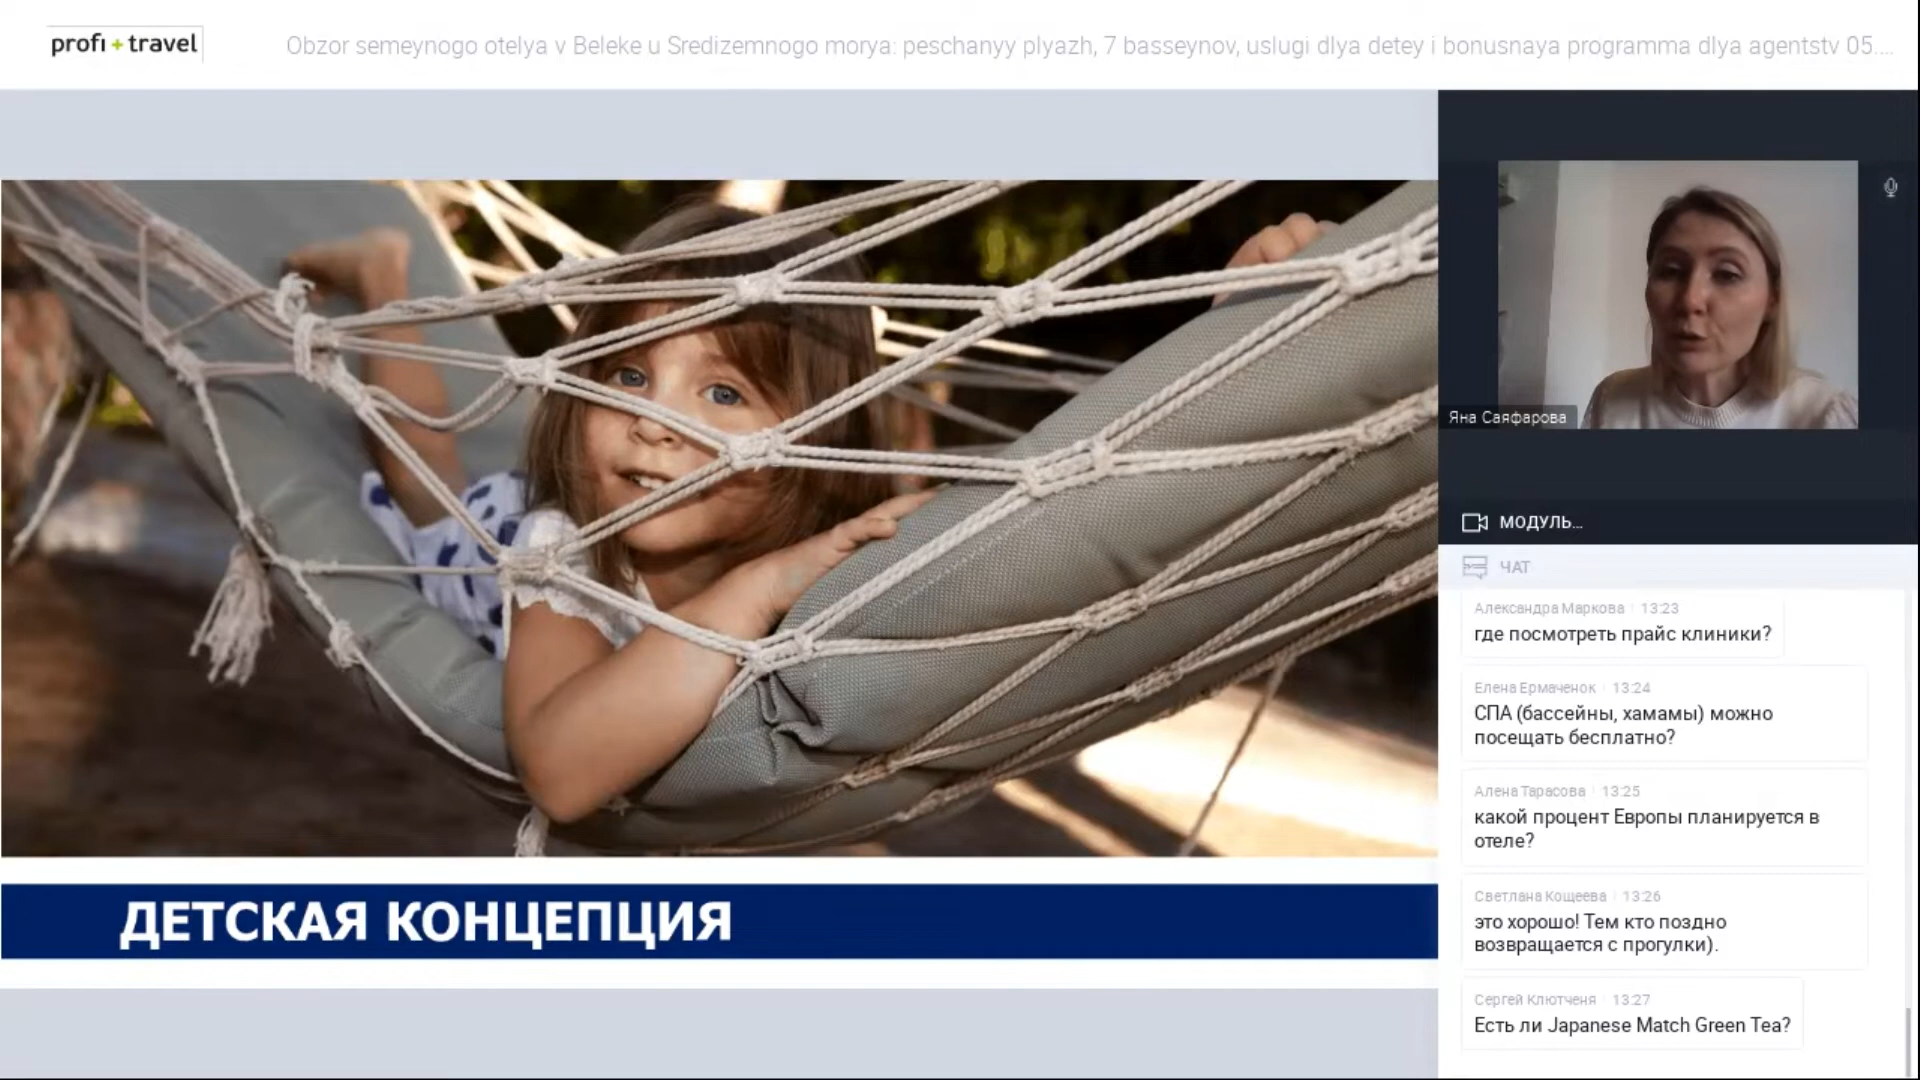 profi + travel
Obzor semeynogo otelya v Beleke u Sredizemnogo morya: peschanyy plyazh, 7 basseynov, uslugi dlya detey i bonusnaya programma dlya agentstv 05....
Яна Саяфарова
МОДУЛЬ...
ЧАТ
Александра Маркова 13:23
где посмотреть прайс клиники?
Елена Ермаченок 13:24
СПА (бассейны, хамамы) можно
посещать бесплатно?
Алена Тарасова 13:25
какой процент Европы планируется в
отеле?
Светлана Кощеева 13:26
это хорошо! Тем кто поздно
возвращается с прогулки).
Сергей Клютченя 13:27
Есть ли Japanese Match Green Tea?
ДЕТСКАЯ КОНЦЕПЦИЯ